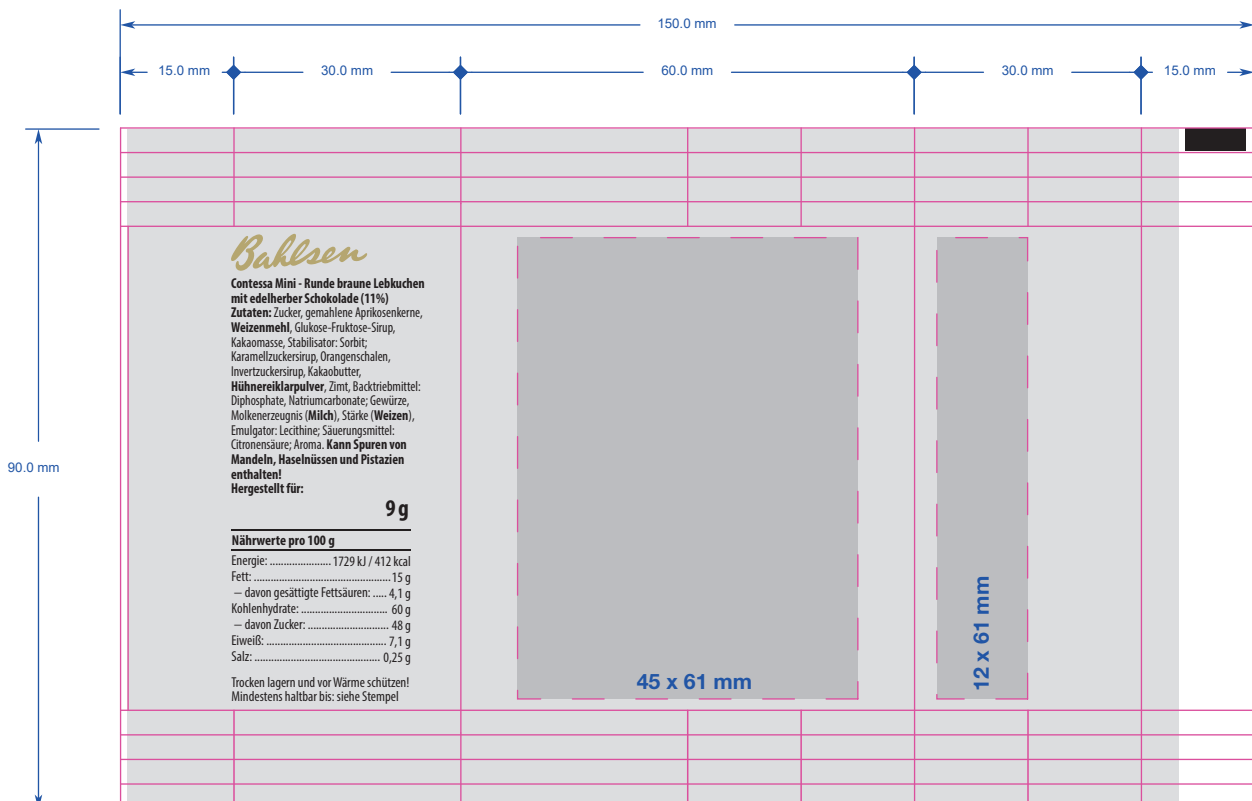 150.0 mm
15.0 mm
30.0 mm
60.0 mm
30.0 mm
15.0 mm
90.0 mm
Bahlsen
Contessa Mini - Runde braune Lebkuchen
mit edelherber Schokolade (11%)
Zutaten: Zucker, gemahlene Aprikosenkerne,
Weizenmehl, Glukose-Fruktose-Sirup,
Kakaomasse, Stabilisator: Sorbit;
Karamellzuckersirup, Orangenschalen,
Invertzuckersirup, Kakaobutter,
Hühnereiklarpulver, Zimt, Backtriebmittel:
Diphosphate, Natriumcarbonate; Gewürze,
Molkenerzeugnis (Milch), Stärke (Weizen),
Emulgator: Lecithine; Säuerungsmittel:
Citronensäure; Aroma. Kann Spuren von
Mandeln, Haselnüssen und Pistazien
enthalten!
Hergestellt für:
9 g
Nährwerte pro 100 g
Energie: ...................... 1729 kJ / 412 kcal
Fett: ................................................. 15 g
– davon gesättigte Fettsäuren: ..... 4,1 g
Kohlenhydrate: ............................... 60 g
– davon Zucker: ............................. 48 g
Eiweiß: ........................................... 7,1 g
Salz: ............................................. 0,25 g
Trocken lagern und vor Wärme schützen!
Mindestens haltbar bis: siehe Stempel
45 x 61 mm
12 x 61 mm